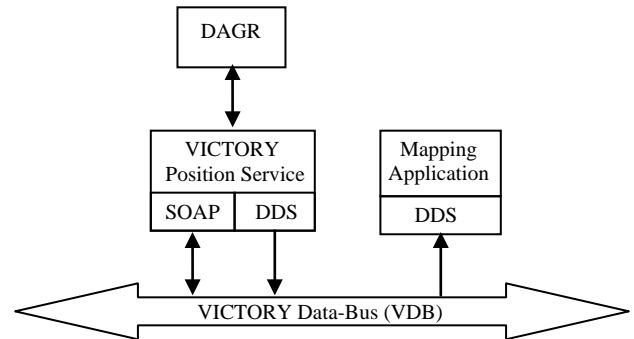 DAGR
VICTORY
Position Service
SOAP
DDS
Mapping
Application
DDS
VICTORY Data-Bus (VDB)